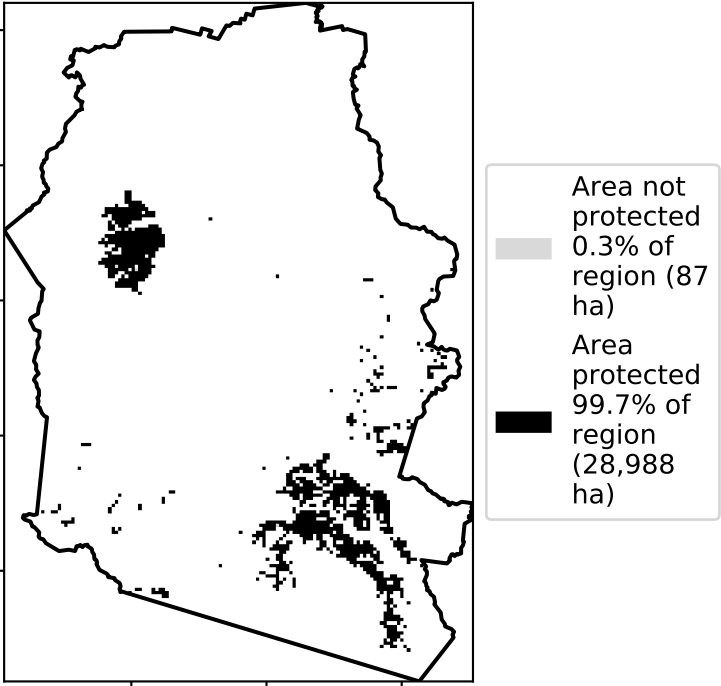 Area not
protected
0.3% of
region (87
ha)
Area
protected
99.7% of
region
(28,988
ha)